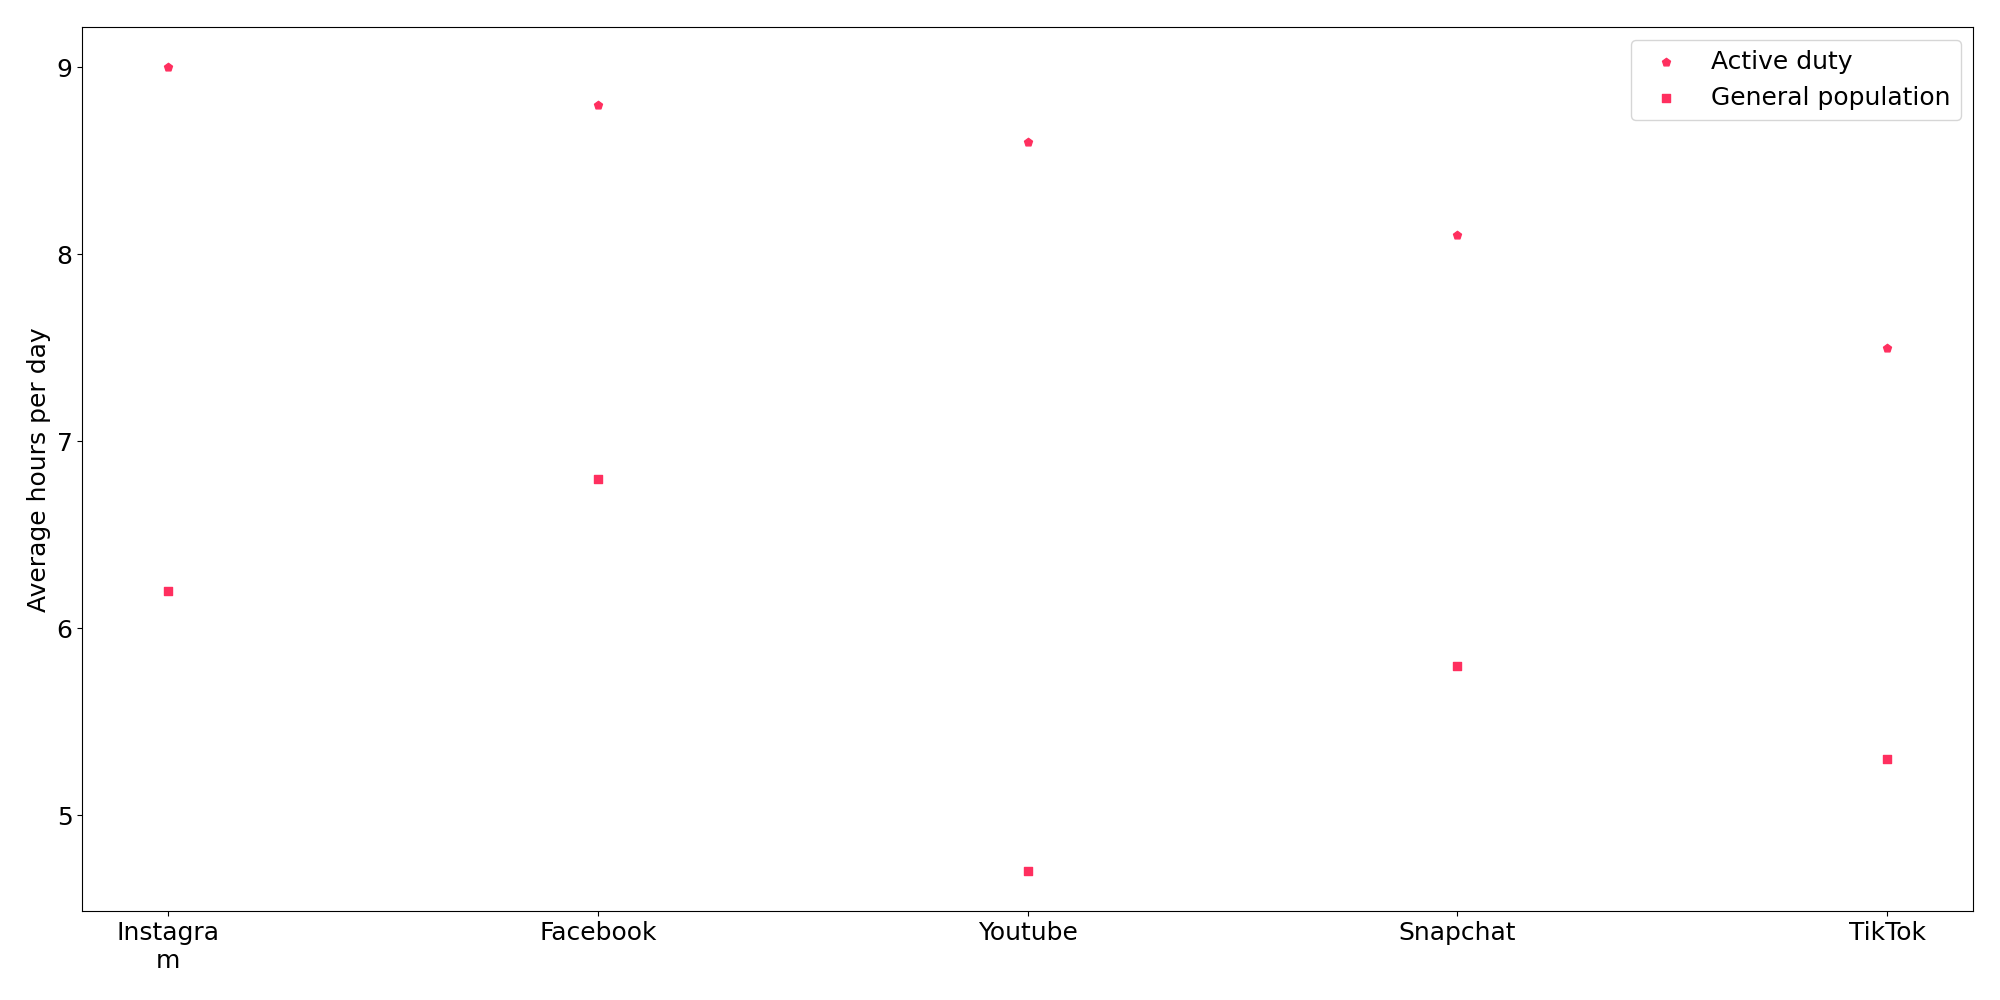 Average hours per day
9
8
7
6
5
Active duty
General population
Instagra
m
Facebook
Youtube
Snapchat
TikTok